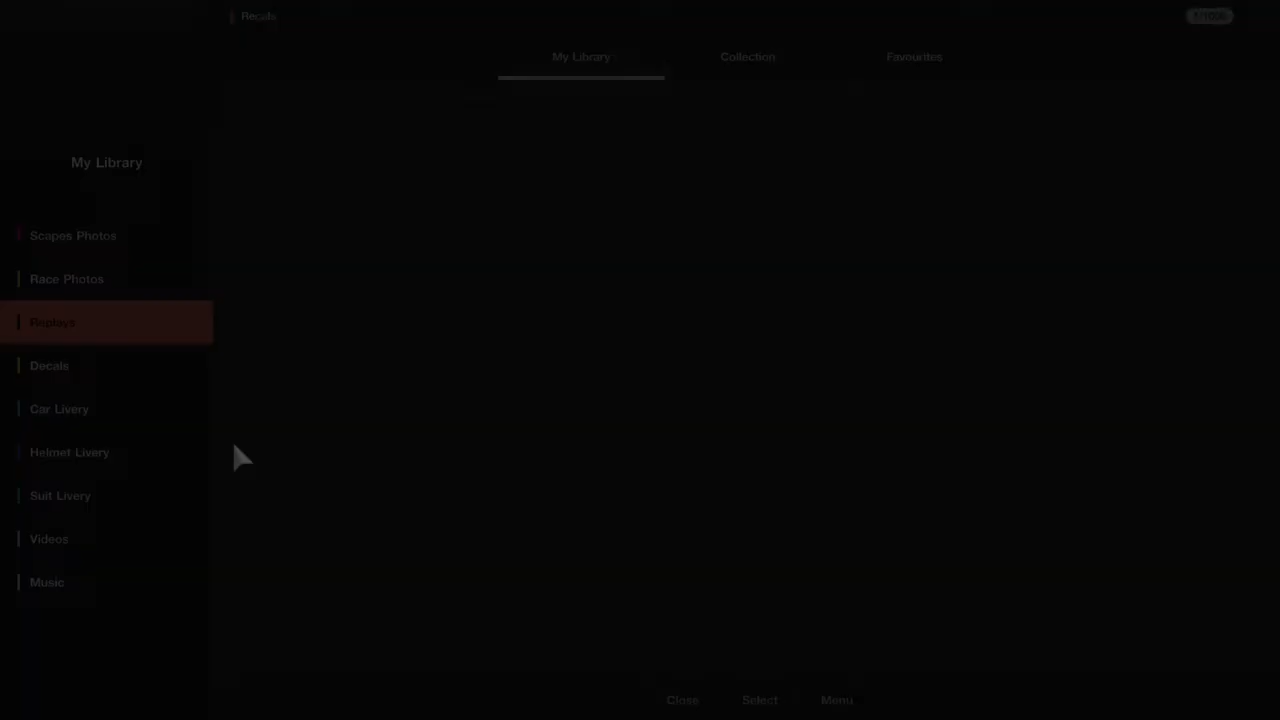 My Library
Collection
Favourites
My Library
Scapes Photos
Race Photos
Replays
Decals
Car Livery
Helmet Livery
Suit Livery
Videos
Music
Close
Select
Menu